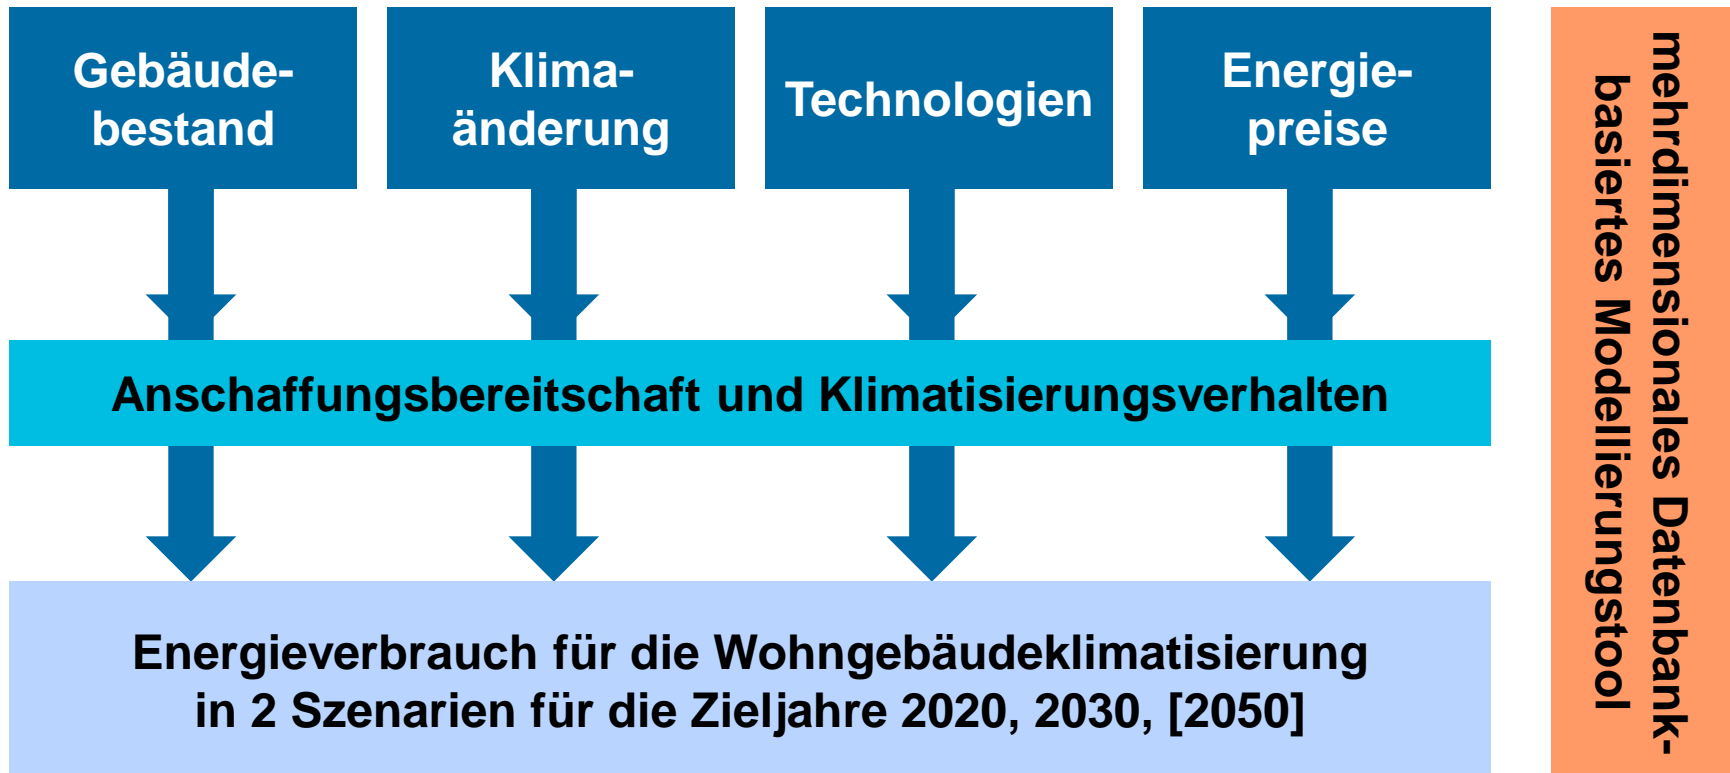 Gebäude-
bestand
Klima-
änderung
Technologien
Energie-
preise
Anschaffungsbereitschaft und Klimatisierungsverhalten
Energieverbrauch für die Wohngebäudeklimatisierung
in 2 Szenarien für die Zieljahre 2020, 2030, [2050]
mehrdimensionales Datenbank-
basiertes Modellierungstool